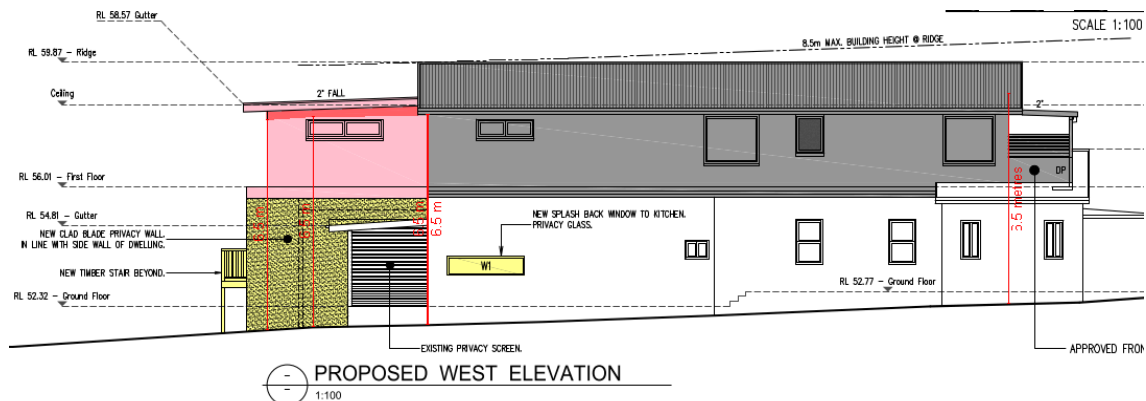 RL 58.57 Gutter
SCALE 1:100
8.5m MAX. BUILDING HEIGHT @ RIDGE
RL 59.87 - Ridge
Ceiling
2° FALL
2°
DP
RL 56.01 - First Floor
RL 54.81 - Gutter
NEW CLAD BLADE PRIVACY WALL
IN LINE WITH SIDE WALL OF DWELLING.
6.5 m
6.5 m
NEW SPLASH BACK WINDOW TO KITCHEN.
PRIVACY GLASS.
W1
NEW TIMBER STAIR BEYOND.
RL 52.32 - Ground Floor
RL 52.77 - Ground Floor
EXISTING PRIVACY SCREEN.
APPROVED FRON
PROPOSED WEST ELEVATION
1:100